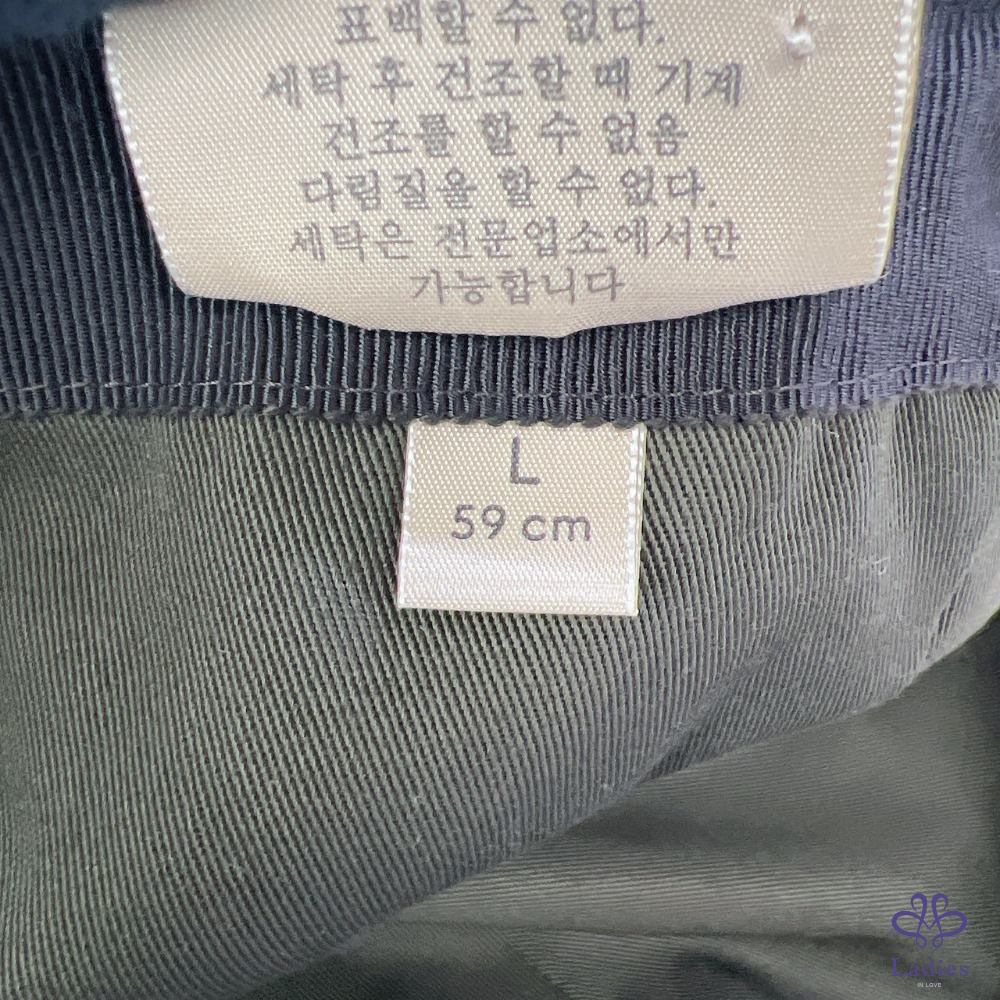 표백할 수 없다.
세탁 후 건조할 때 기계
건조를 할 수 없음
다림질을 할 수 없다.
세탁은 전문업소에서만
가능합니다
L
59 cm
Ladies
IN LOVE